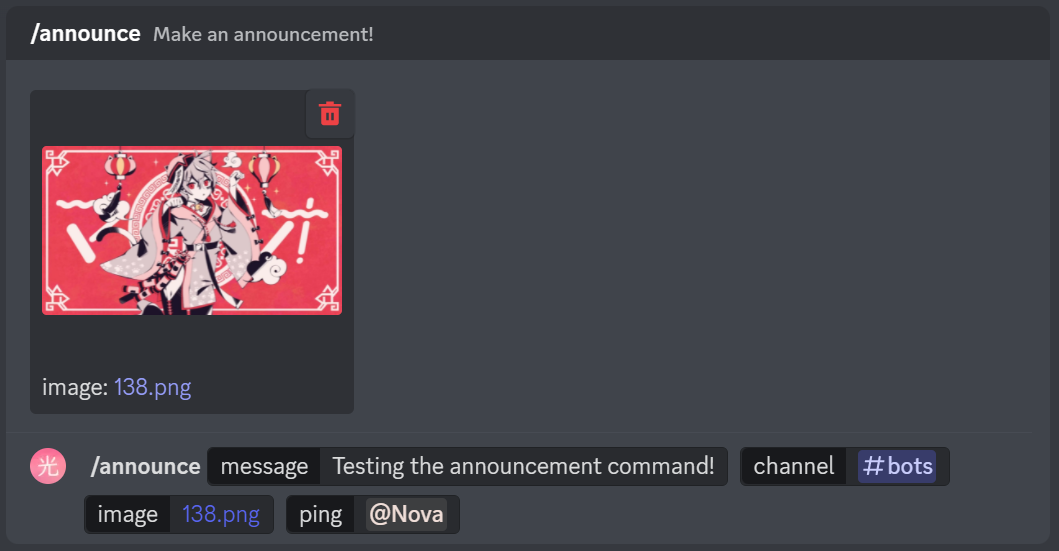 /announce Make an announcement!
image: 138.png
光 /announce message Testing the announcement command! channel #bots
image 138.png ping @Nova